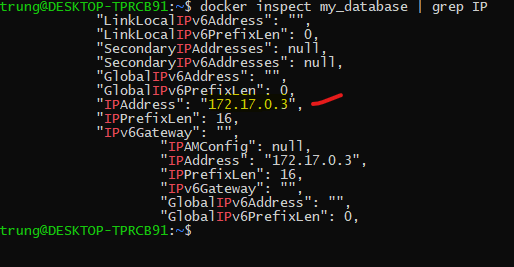 trung@DESKTOP-TPRCB91:~$ docker inspect my_database | grep IP
"LinkLocalIPv6Address": "",
"LinkLocalIPv6PrefixLen": 0,
"SecondaryIPAddresses": null,
"SecondaryIPv6Addresses": null,
"GlobalIPv6Address": "",
"GlobalIPv6PrefixLen": 0,
"IPAddress": "172.17.0.3",
"IPPrefixLen": 16,
"IPv6Gateway": "",
"IPAMConfig": null,
"IPAddress": "172.17.0.3",
"IPPrefixLen": 16,
"IPv6Gateway": "",
"GlobalIPv6Address": "",
"GlobalIPv6PrefixLen": 0,
trung@DESKTOP-TPRCB91:~$